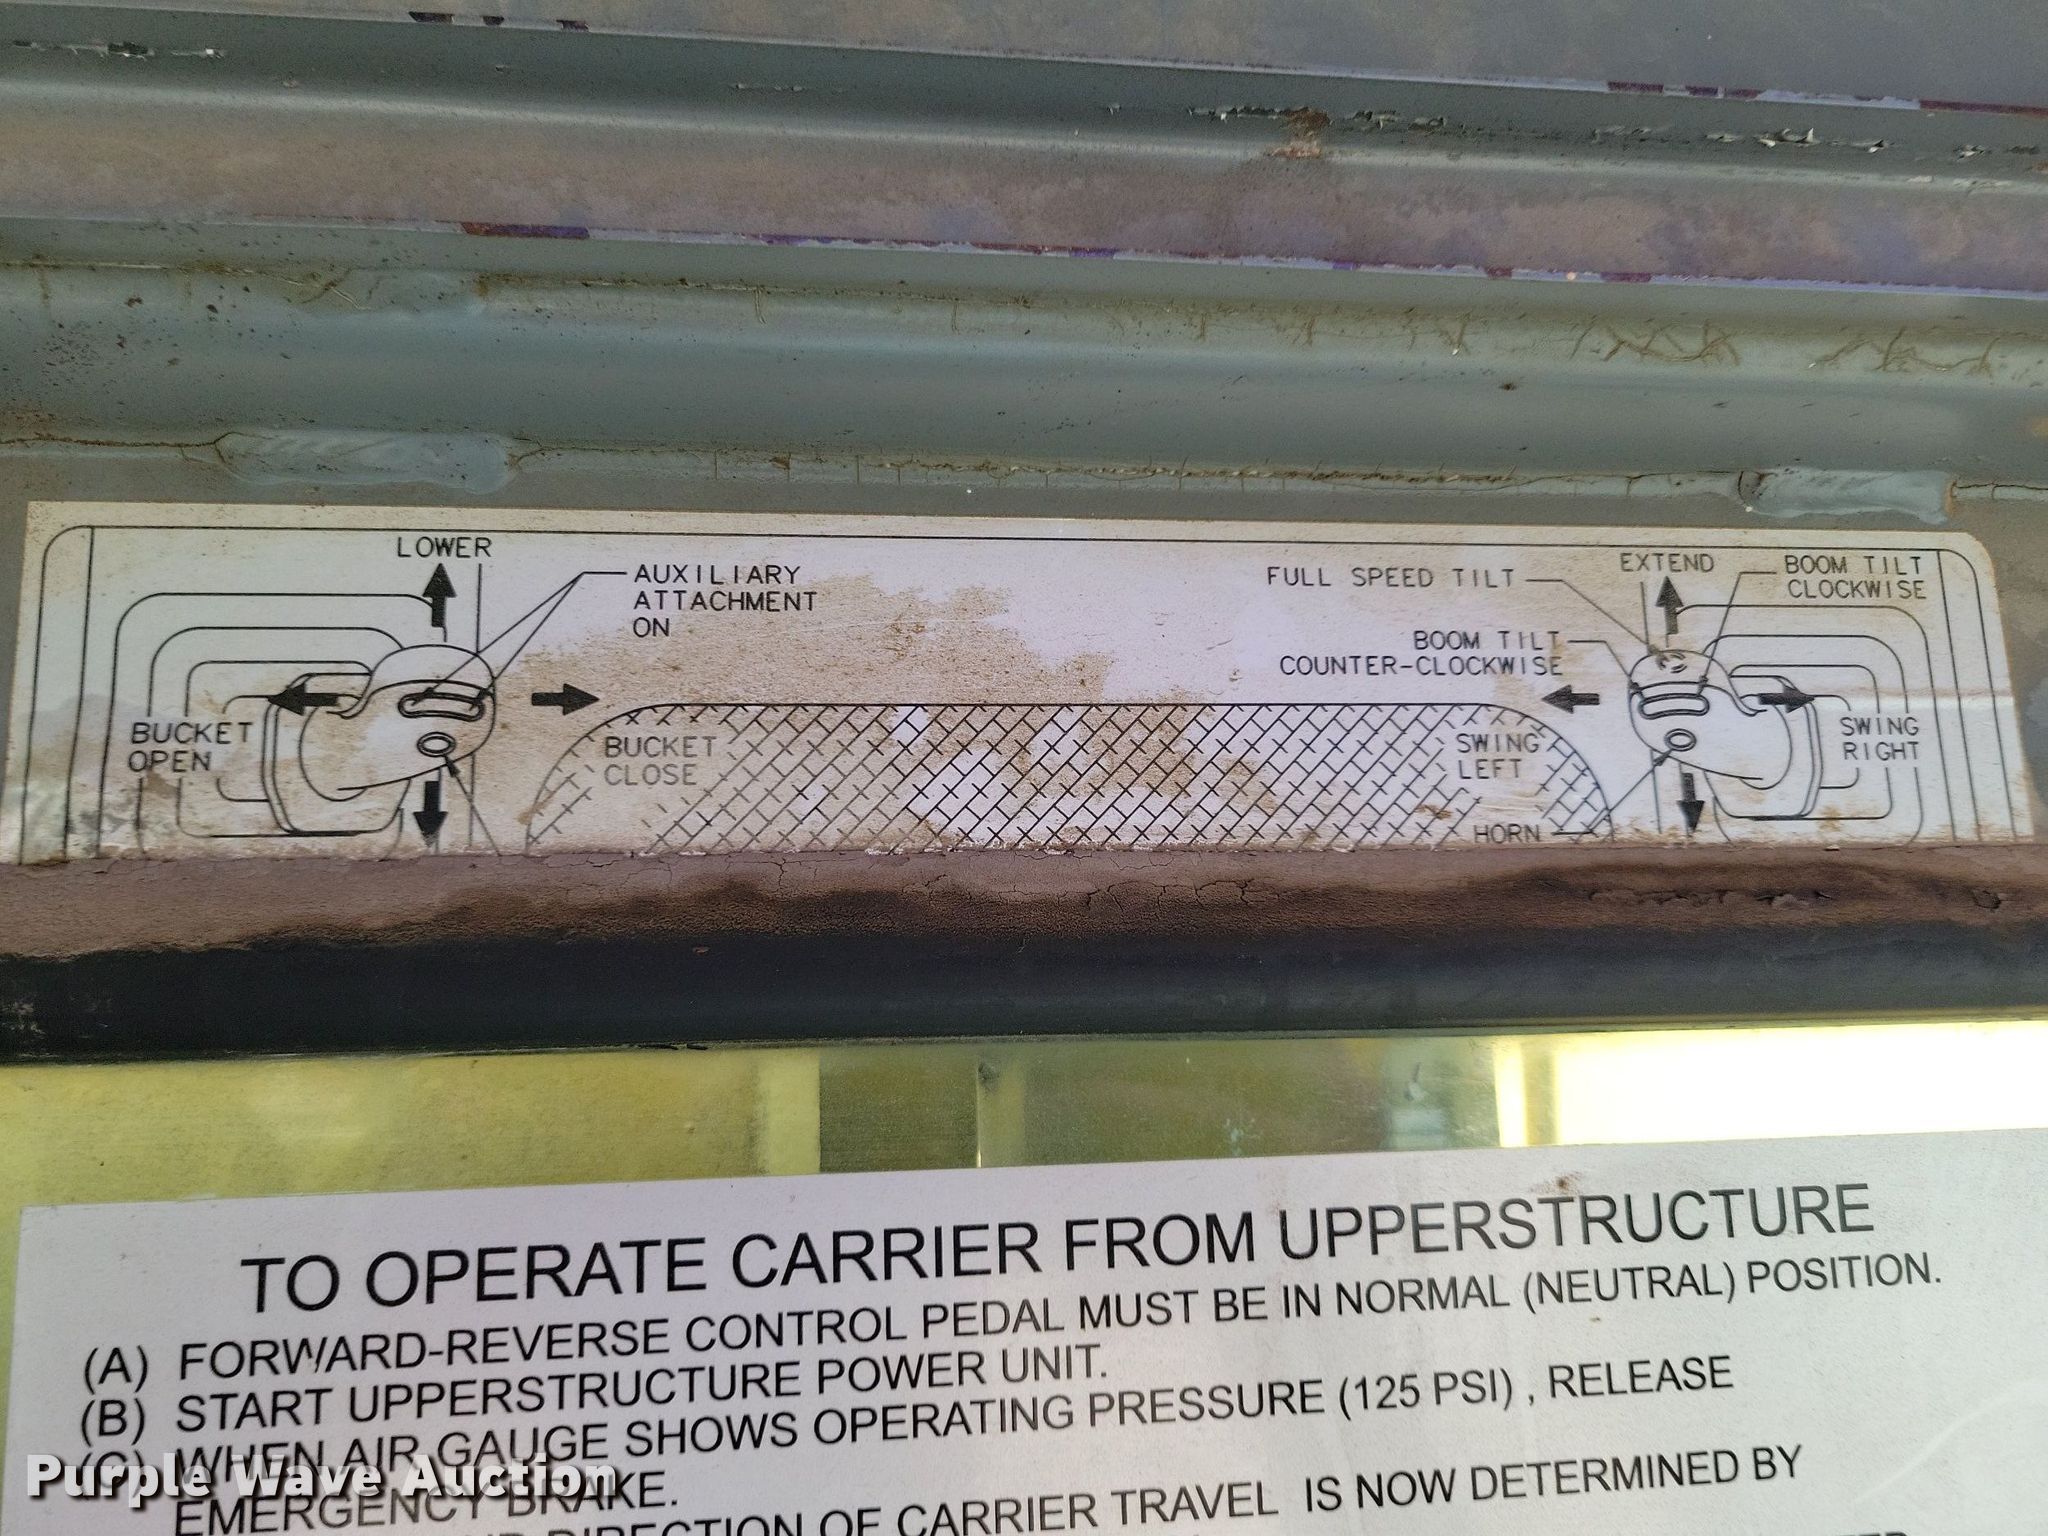 LOWER
AUXILIARY
ATTACHMENT
ON
BUCKET
OPEN
BUCKET
CLOSE
FULL SPEED TILT
EXTEND
BOOM TILT
CLOCKWISE
BOOM TILT
COUNTER-CLOCKWISE
SWING
LEFT
SWING
RIGHT
HORN
TO OPERATE CARRIER FROM UPPERSTRUCTURE
(A) FORWARD-REVERSE CONTROL PEDAL MUST BE IN NORMAL (NEUTRAL) POSITION.
(B) START UPPERSTRUCTURE POWER UNIT.
(C) WHEN AIR GAUGE SHOWS OPERATING PRESSURE (125 PSI) , RELEASE
EMERGENCY BRAKE.
DIRECTION OF CARRIER TRAVEL IS NOW DETERMINED BY
Purple Wave Auction